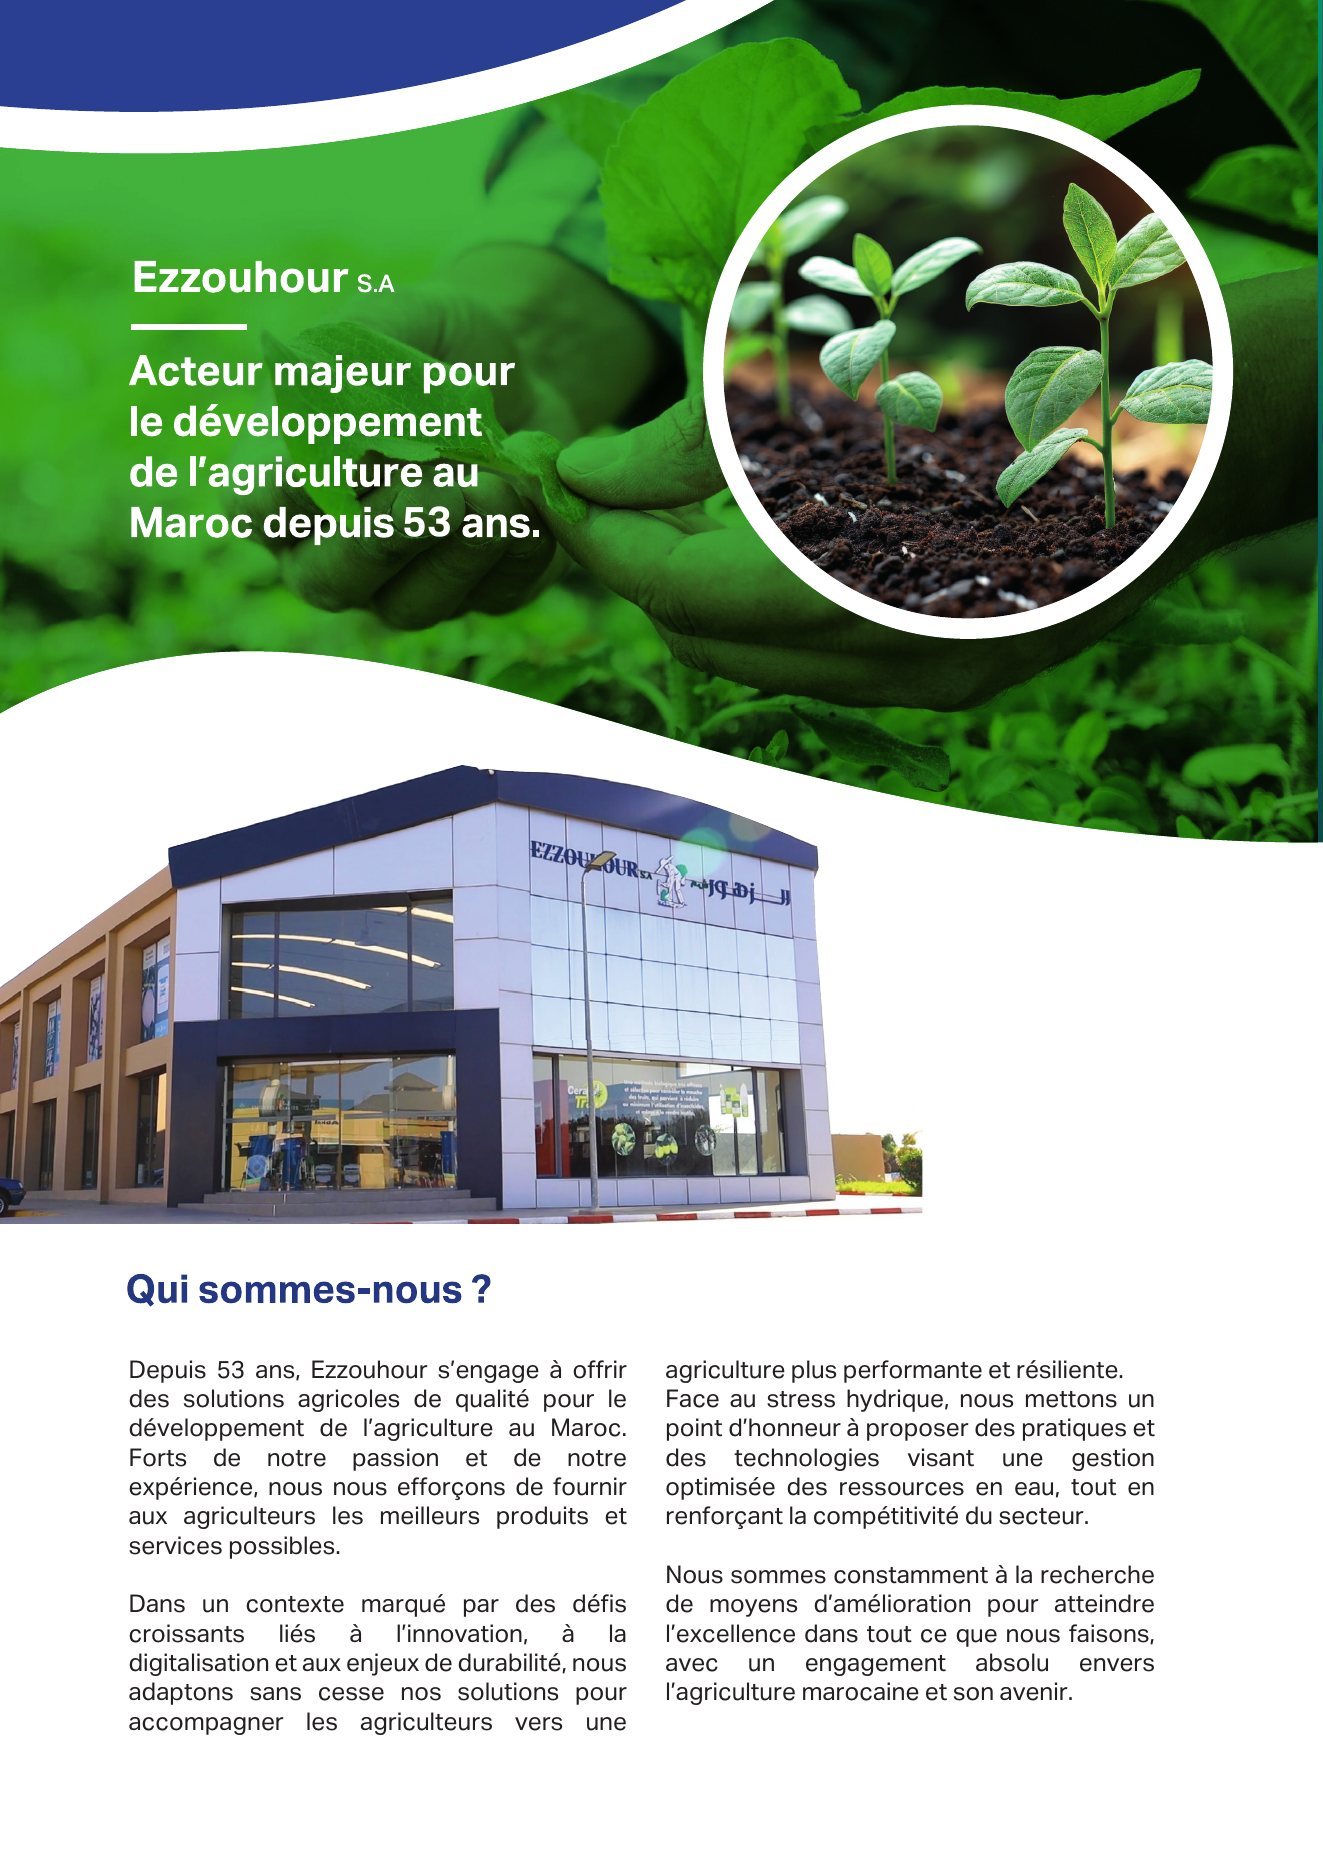 Ezzouhour S.A
Acteur majeur pour
le développement
de l’agriculture au
Maroc depuis 53 ans.
EZZOUHOUR S.A
Qui sommes-nous ?
Depuis 53 ans, Ezzouhour s’engage à offrir
des solutions agricoles de qualité pour le
développement de l’agriculture au Maroc.
Forts de notre passion et de notre
expérience, nous nous efforçons de fournir
aux agriculteurs les meilleurs produits et
services possibles.
Dans un contexte marqué par des défis
croissants liés à l’innovation, à la
digitalisation et aux enjeux de durabilité, nous
adaptons sans cesse nos solutions pour
accompagner les agriculteurs vers une
agriculture plus performante et résiliente.
Face au stress hydrique, nous mettons un
point d’honneur à proposer des pratiques et
des technologies visant une gestion
optimisée des ressources en eau, tout en
renforçant la compétitivité du secteur.
Nous sommes constamment à la recherche
de moyens d’amélioration pour atteindre
l’excellence dans tout ce que nous faisons,
avec un engagement absolu envers
l’agriculture marocaine et son avenir.